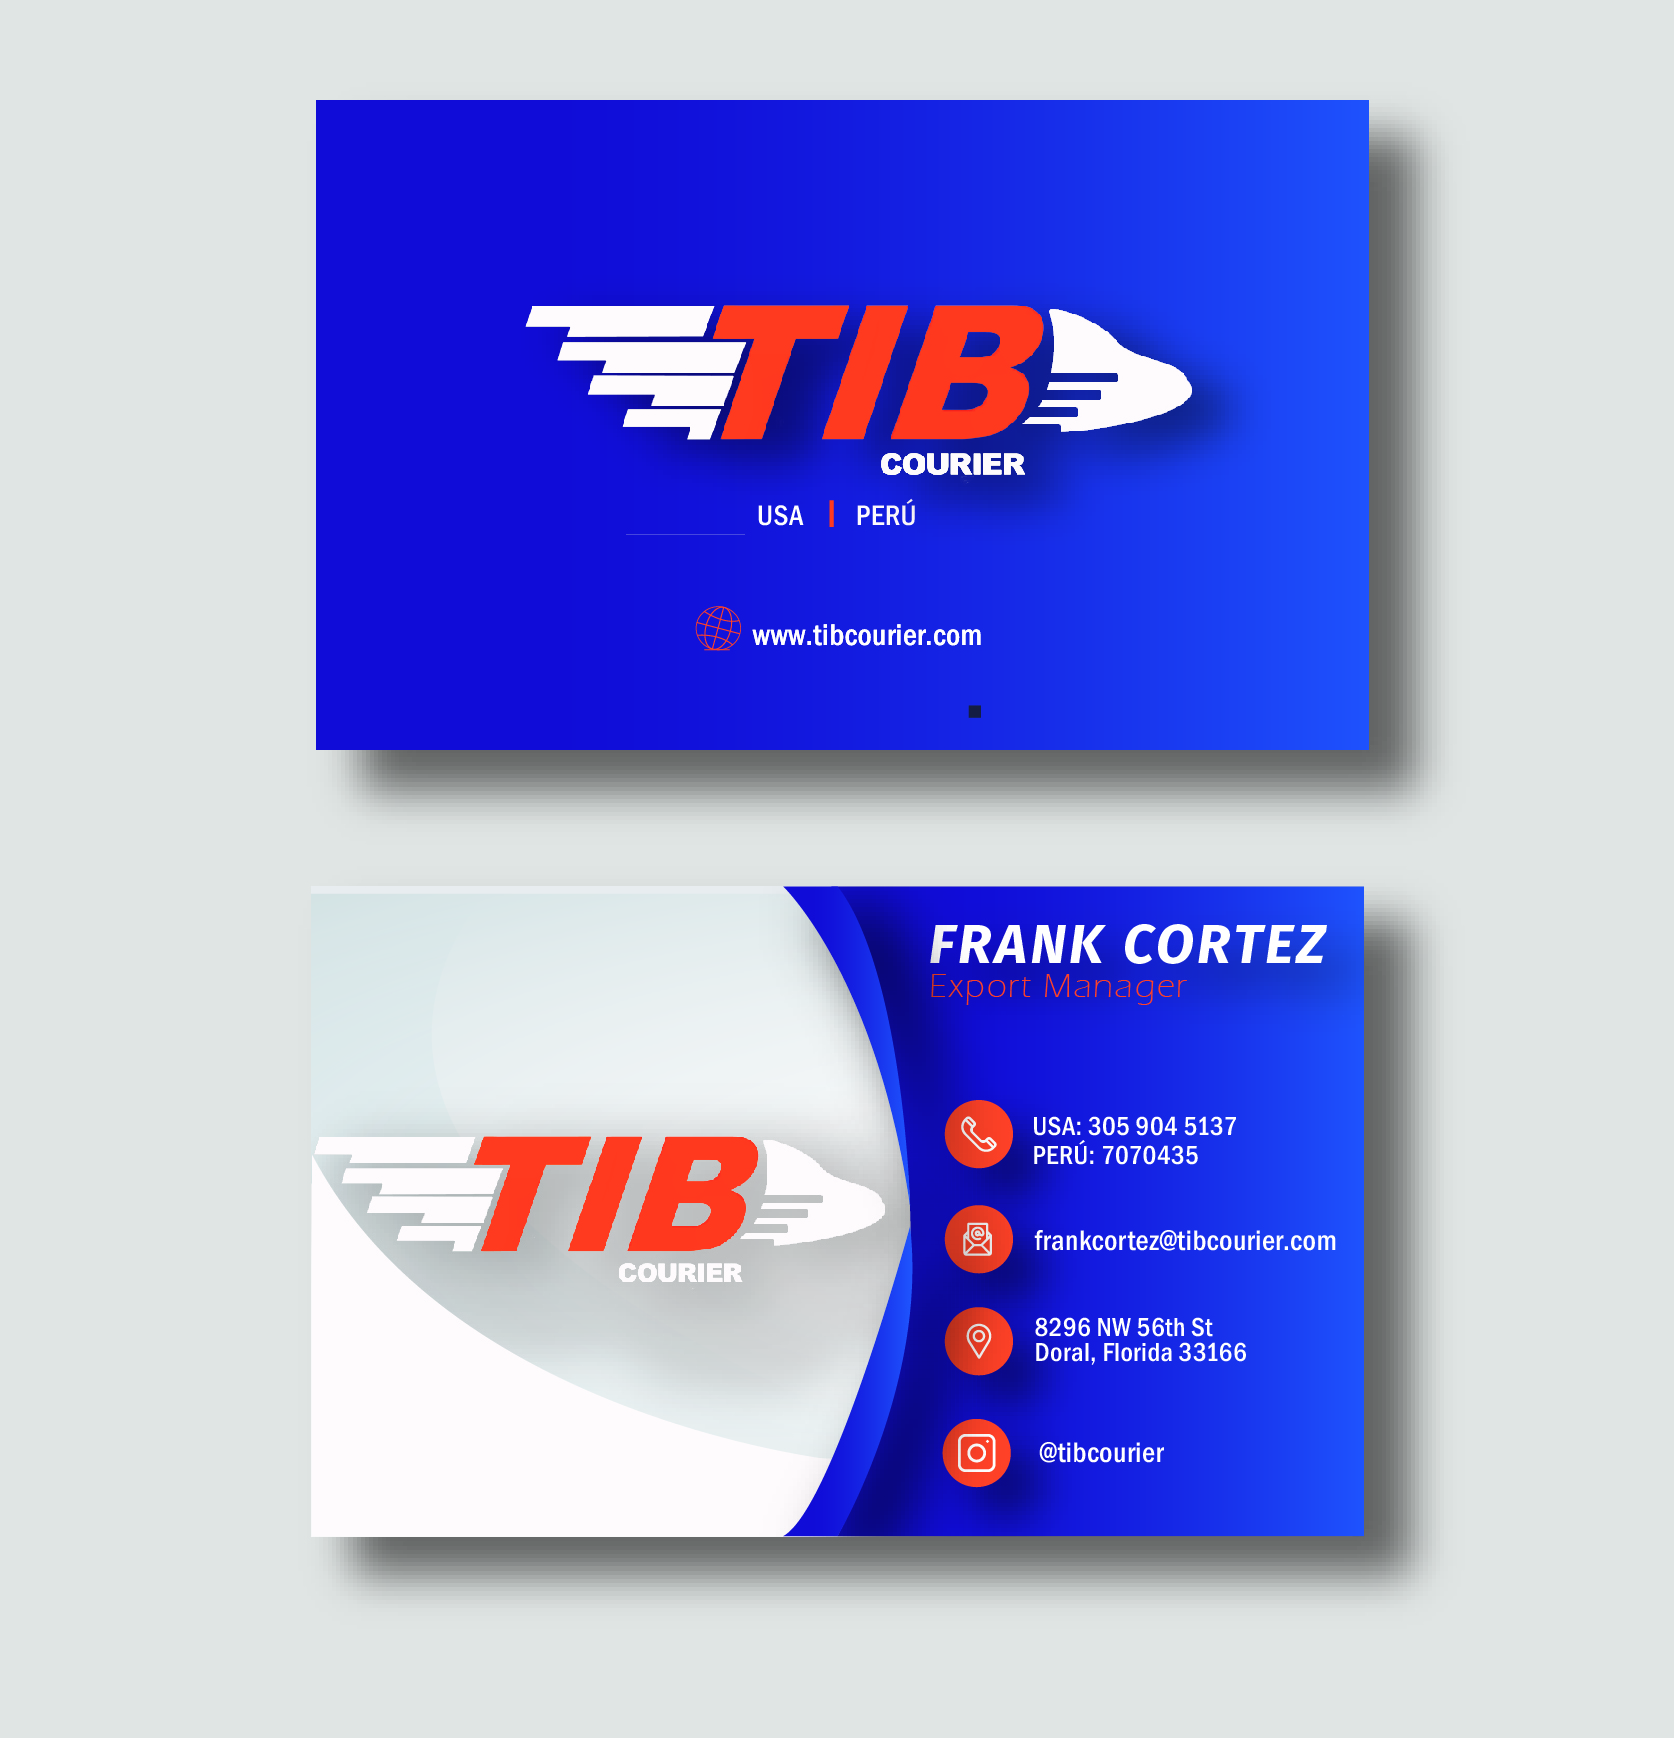 TIB
COURIER
USA | PERÚ
www.tibcourier.com
FRANK CORTEZ
Export Manager
USA: 305 904 5137
PERÚ: 7070435
frankcortez@tibcourier.com
8296 NW 56th St
Doral, Florida 33166
@tibcourier
TIB
COURIER